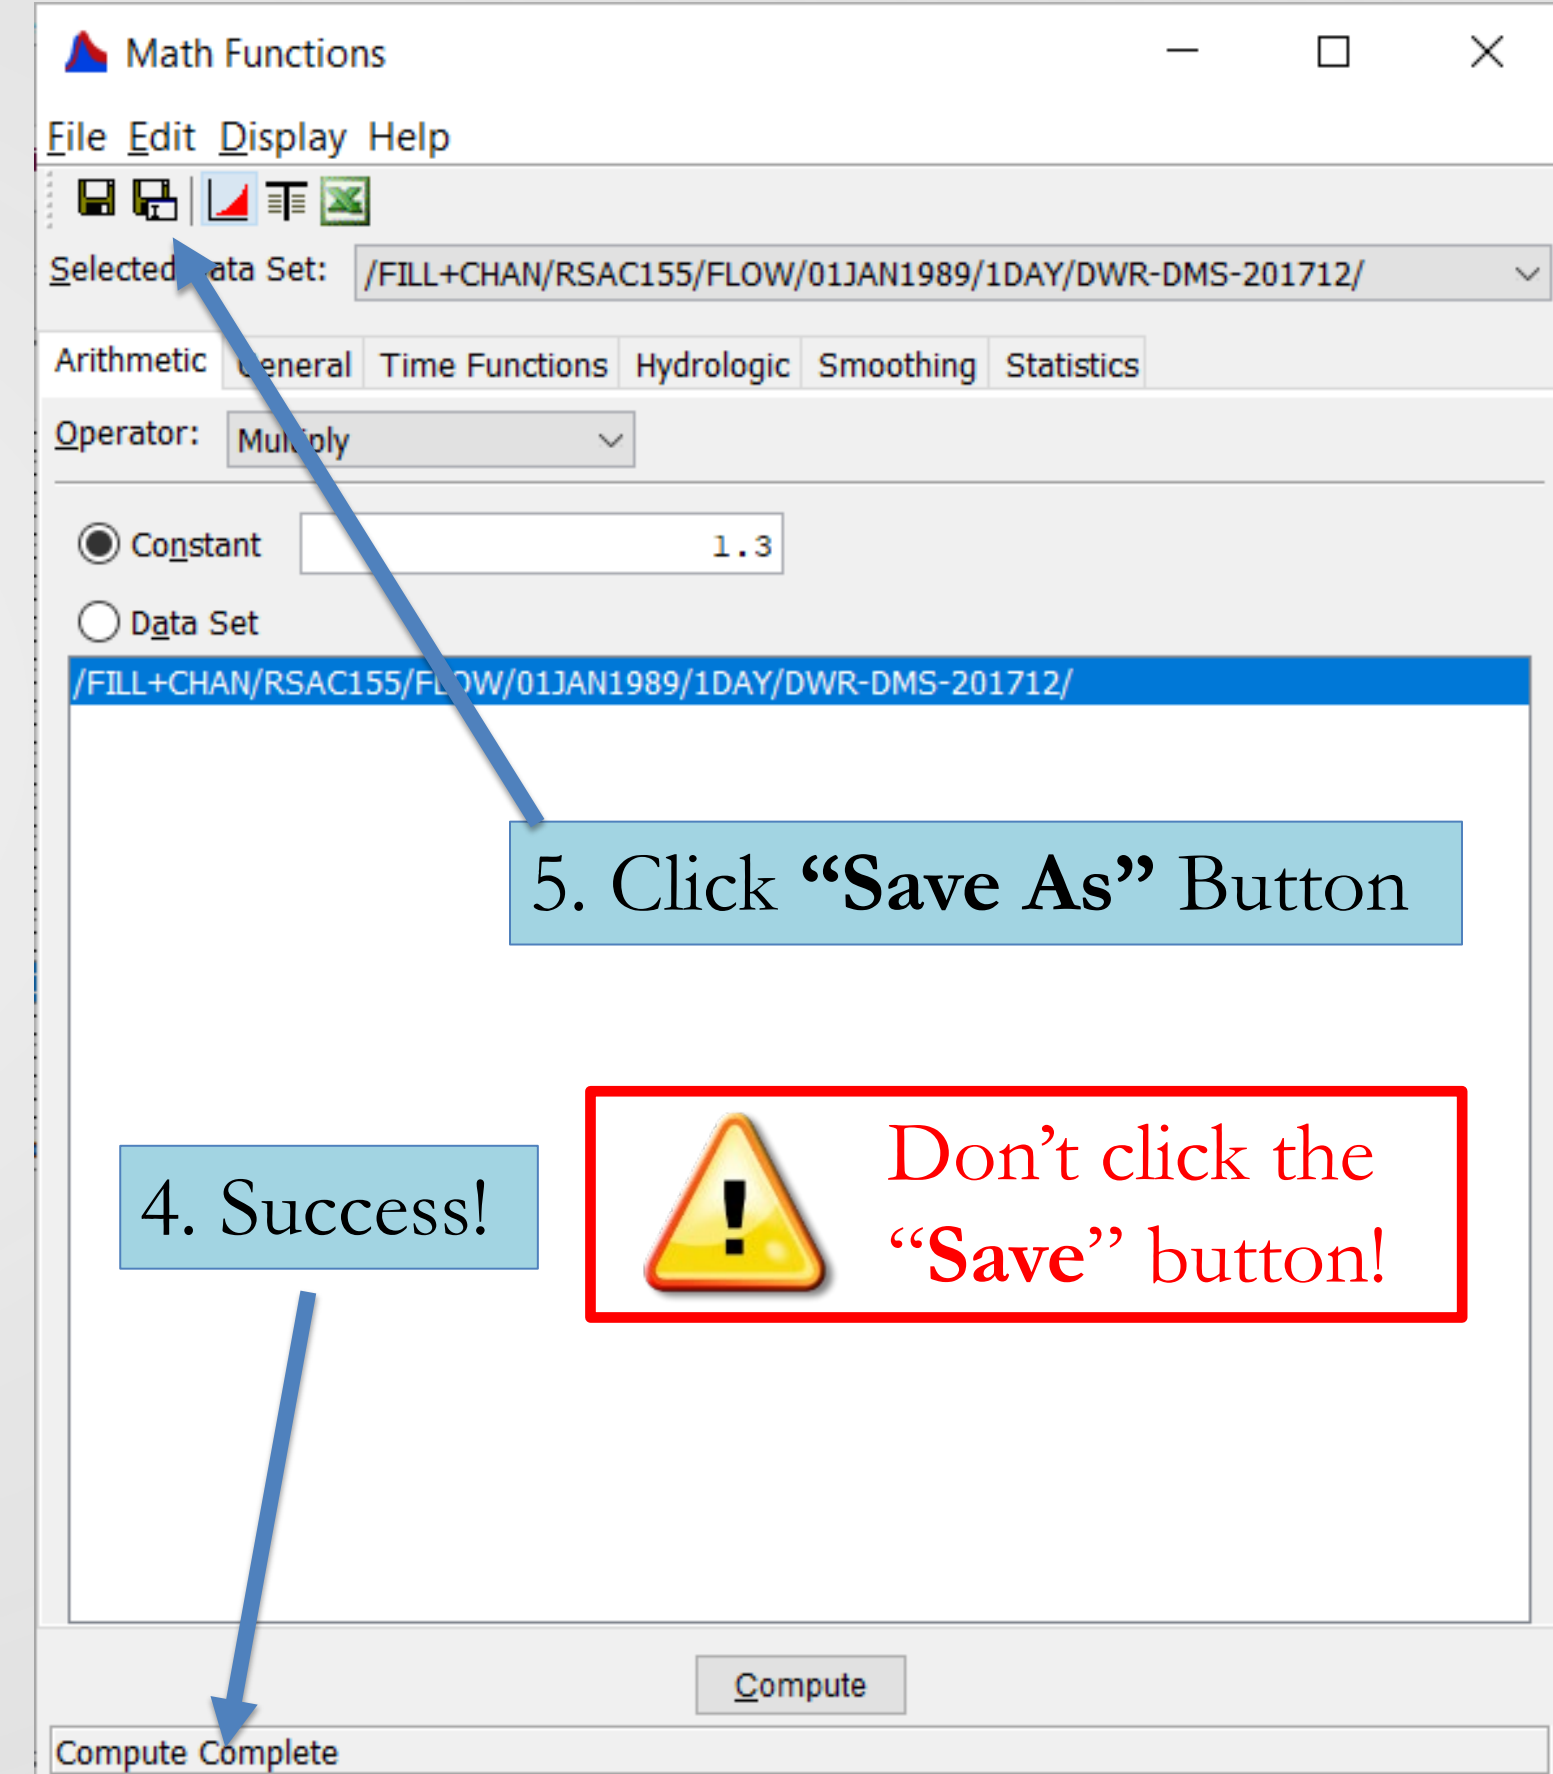 Math Functions
File Edit Display Help
Selected Data Set: /FILL+CHAN/RSAC155/FLOW/01JAN1989/1DAY/DWR-DMS-201712/
Arithmetic General Time Functions Hydrologic Smoothing Statistics
Operator: Multiply
Constant 1.3
Data Set
/FILL+CHAN/RSAC155/FLOW/01JAN1989/1DAY/DWR-DMS-201712/
5. Click “Save As” Button
Don’t click the
“Save” button!
4. Success!
Compute
Compute Complete